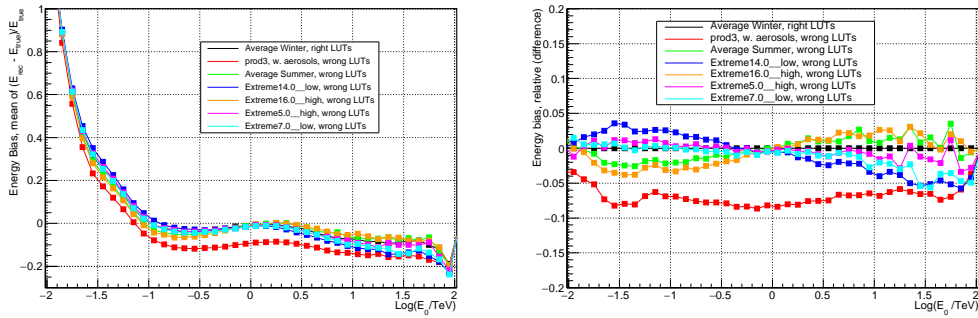 Energy Bias, mean of (E_rec - E_true)/E_true
1
0.8
0.6
0.4
0.2
0
−0.2
Average Winter, right LUTs
prod3, w. aerosols, wrong LUTs
Average Summer, wrong LUTs
Extreme14.0__low, wrong LUTs
Extreme16.0__high, wrong LUTs
Extreme5.0__high, wrong LUTs
Extreme7.0__low, wrong LUTs
−2 −1.5 −1 −0.5 0 0.5 1 1.5 2
Log(E_0/TeV)
Energy bias, relative (difference)
0.2
0.15
0.1
0.05
0
−0.05
−0.1
−0.15
−0.2
Average Winter, right LUTs
prod3, w. aerosols, wrong LUTs
Average Summer, wrong LUTs
Extreme14.0__low, wrong LUTs
Extreme16.0__high, wrong LUTs
Extreme5.0__high, wrong LUTs
Extreme7.0__low, wrong LUTs
−2 −1.5 −1 −0.5 0 0.5 1 1.5 2
Log(E_0/TeV)